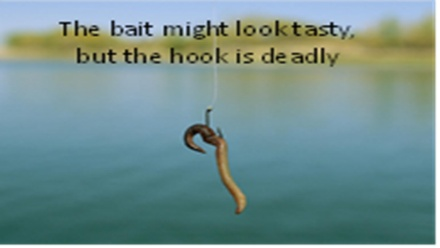 The bait might look tasty,
but the hook is deadly